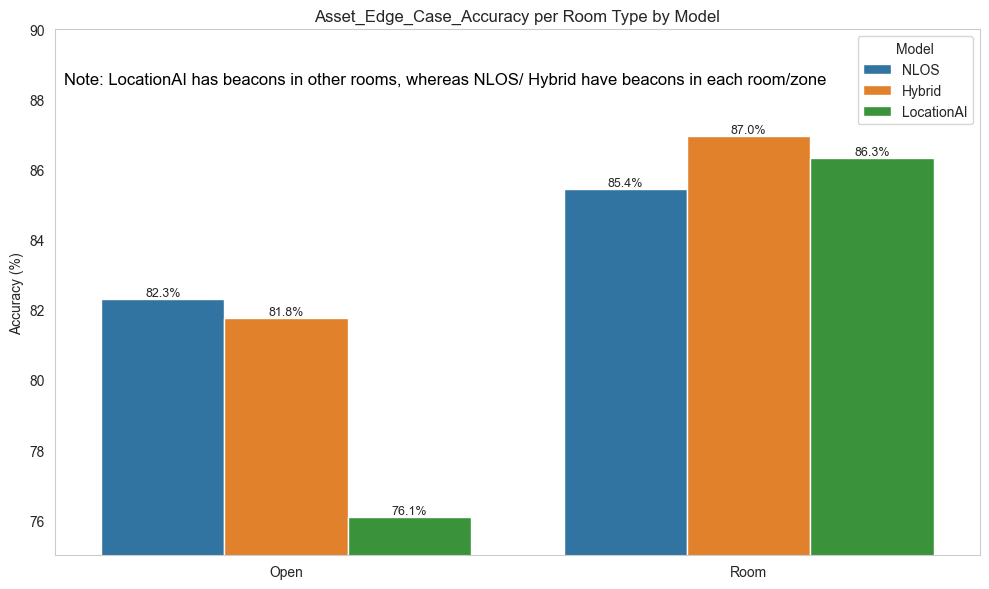 Asset_Edge_Case_Accuracy per Room Type by Model
Note: LocationAI has beacons in other rooms, whereas NLOS/ Hybrid have beacons in each room/zone
Model
NLOS
Hybrid
LocationAI
Accuracy (%)
90
88
86
84
82
80
78
76
82.3%
81.8%
76.1%
85.4%
87.0%
86.3%
Open
Room